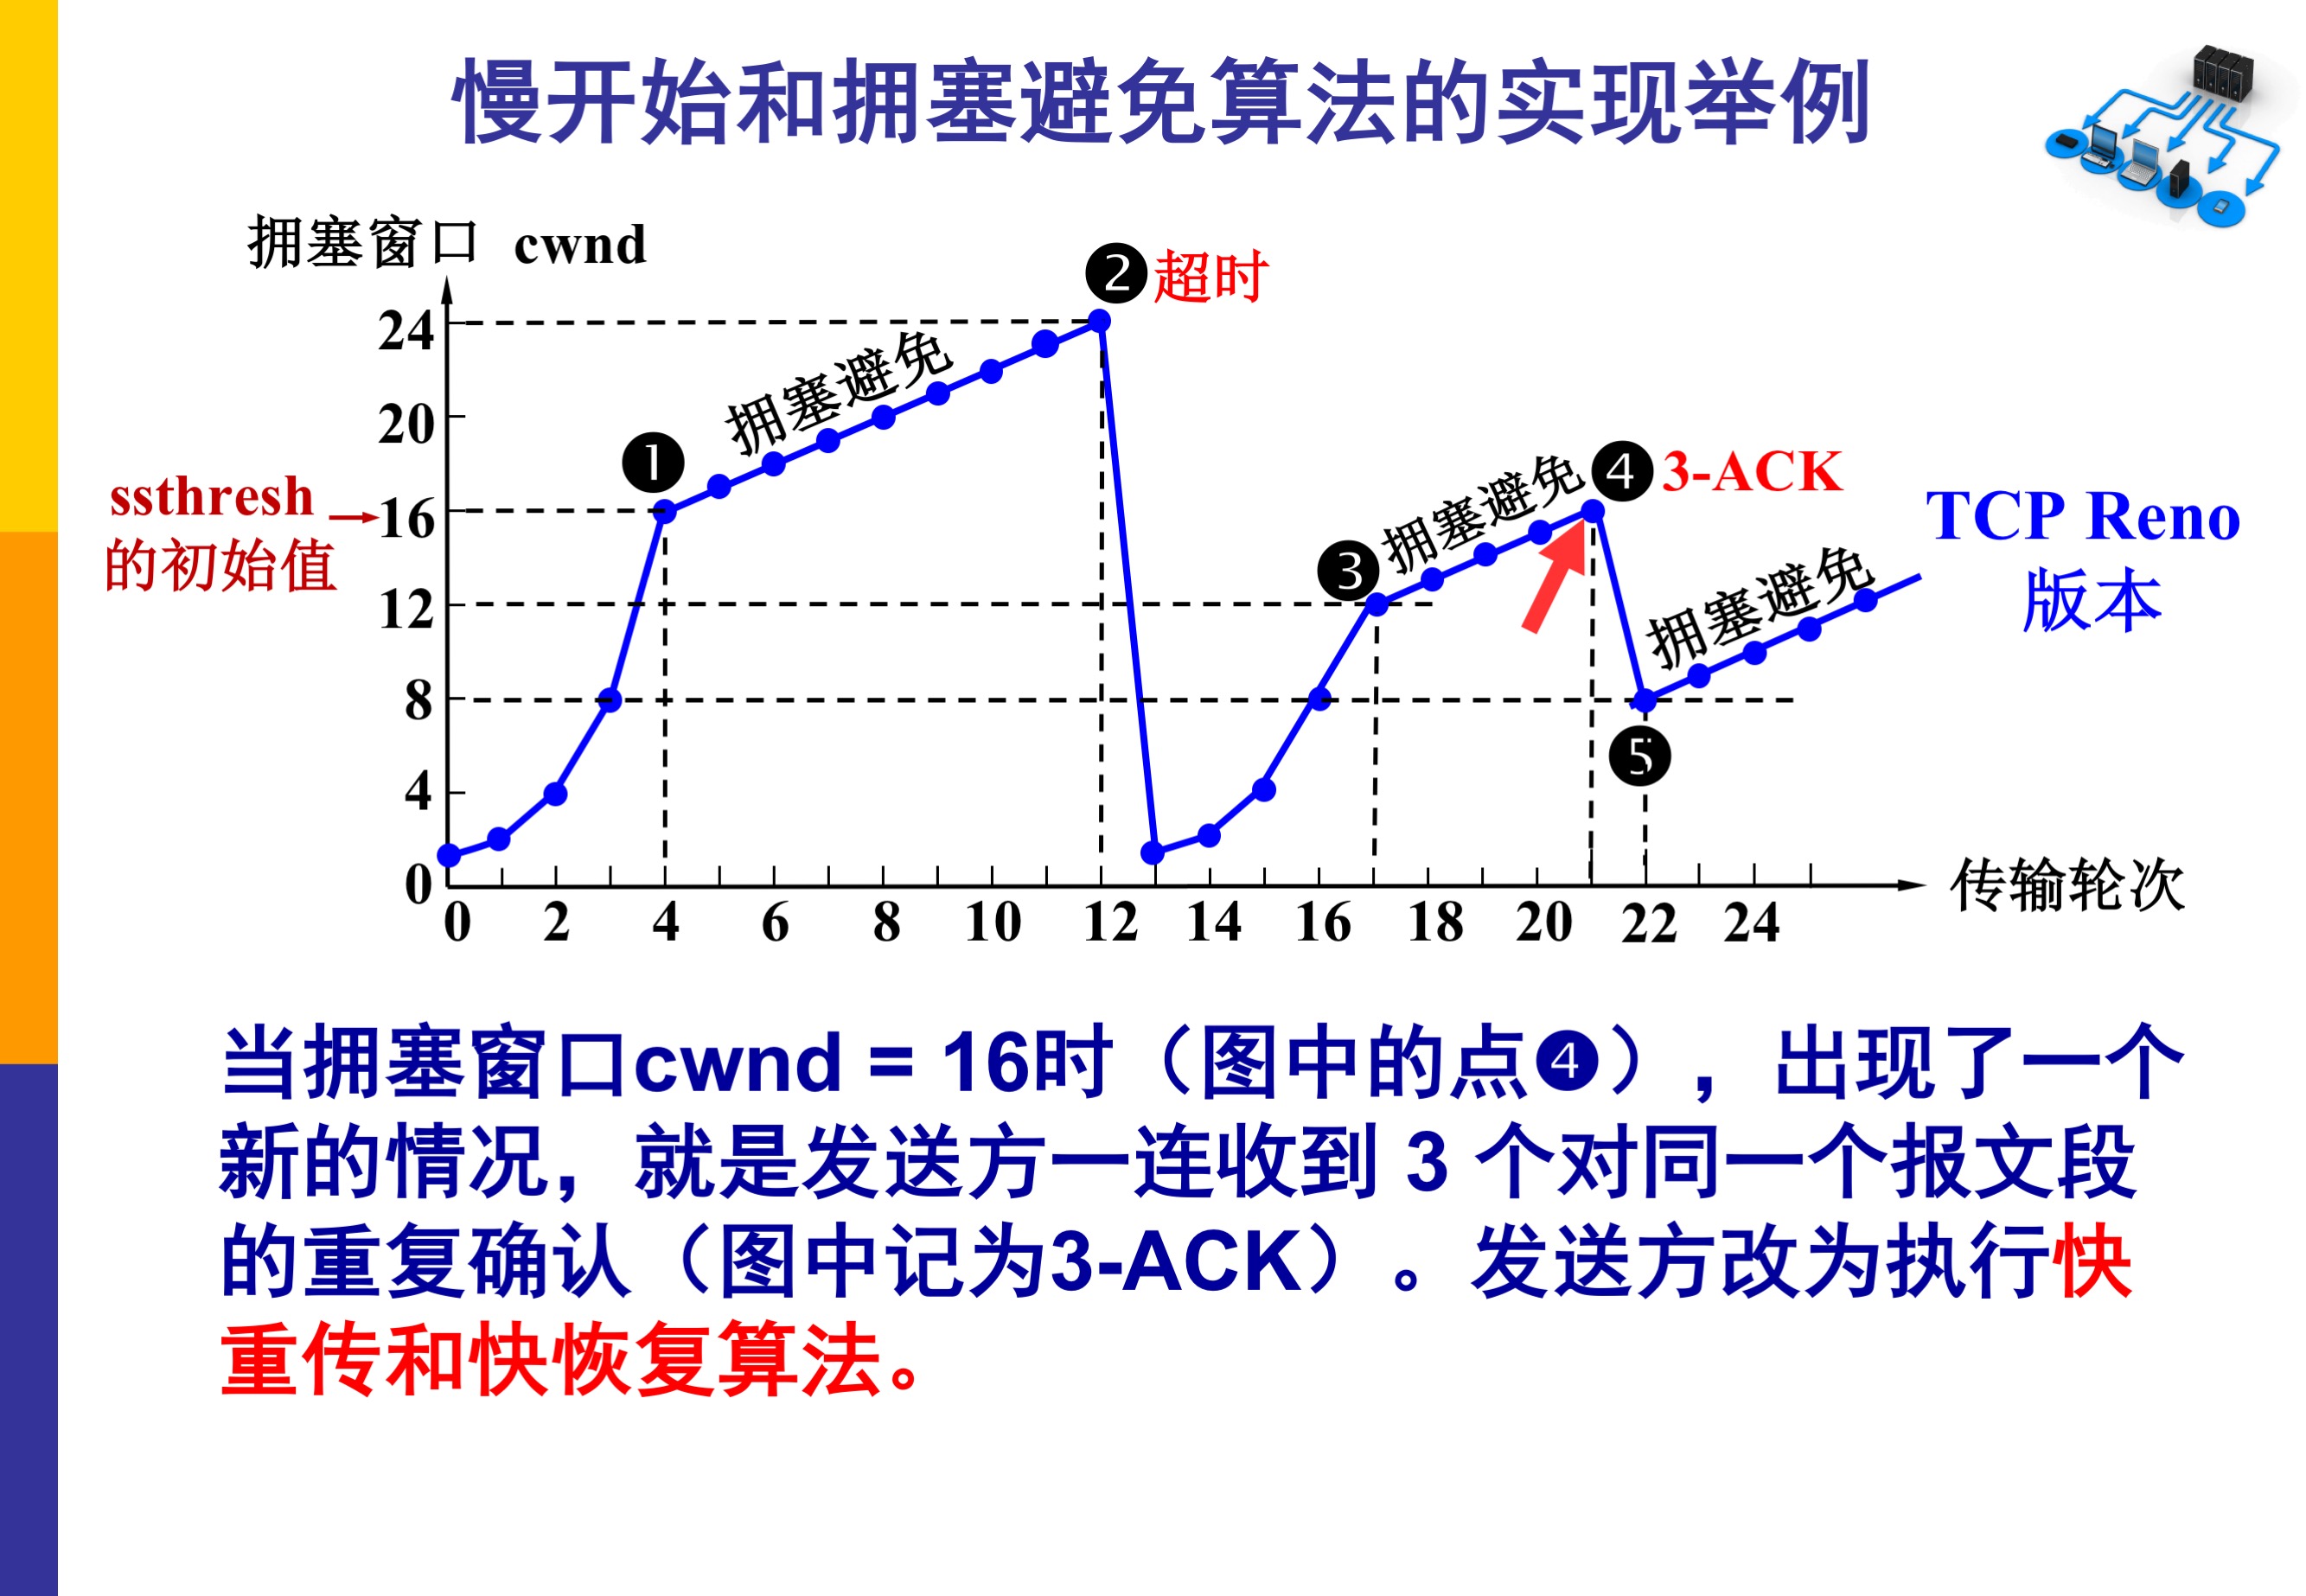 慢开始和拥塞避免算法的实现举例
拥塞窗口 cwnd
❷ 超时
24
拥塞避免
20
❶
ssthresh
的初始值
16
❹ 3-ACK
拥塞避免
TCP Reno
版本
❸
12
拥塞避免
8
❺
4
0
传输轮次
0 2 4 6 8 10 12 14 16 18 20 22 24
当拥塞窗口cwnd = 16时（图中的点❹），出现了一个
新的情况，就是发送方一连收到 3 个对同一个报文段
的重复确认（图中记为3-ACK）。发送方改为执行快
重传和快恢复算法。